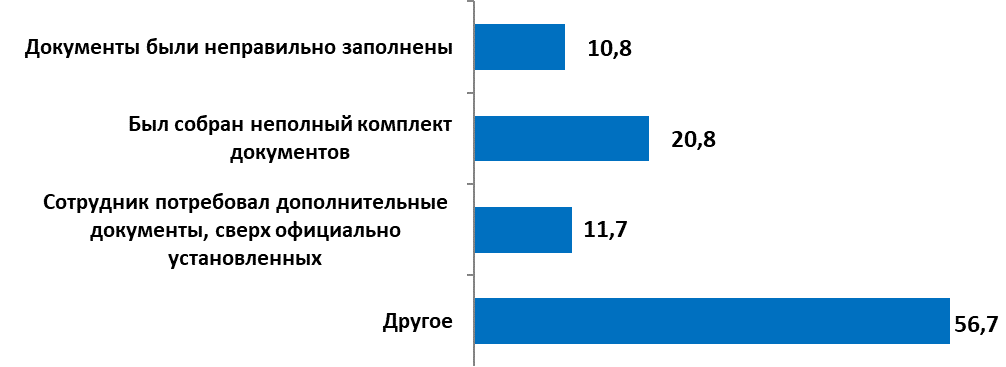 Документы были неправильно заполнены
10,8
Был собран неполный комплект
документов
20,8
Сотрудник потребовал дополнительные
документы, сверх официально
установленных
11,7
Другое
56,7